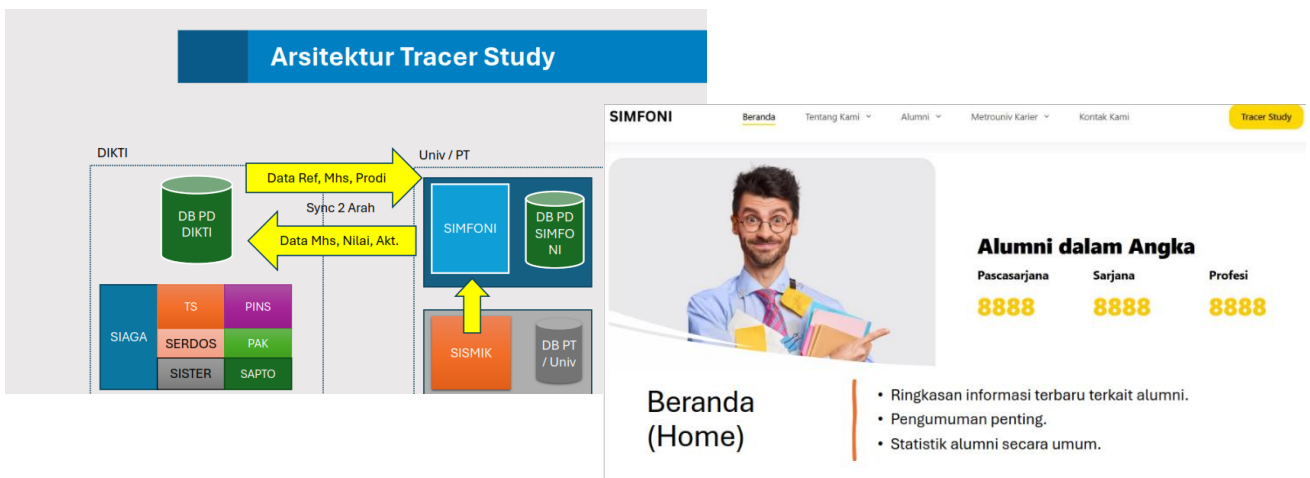 Arsitektur Tracer Study
DIKTI
Univ / PT
Data Ref, Mhs, Prodi
Sync 2 Arah
Data Mhs, Nilai, Akt.
DB PD
DIKTI
SIMFONI
DB PD
SIMFO
NI
SIAGA
TS
PINS
SERDOS
PAK
SISTER
SAPTO
SISMIK
DB PT
/ Univ
SIMFONI
Beranda
Tentang Kami
Alumni
Metrouniv Karier
Kontak Kami
Tracer Study
Alumni dalam Angka
Pascasarjana Sarjana Profesi
8888 8888 8888
Beranda
(Home)
• Ringkasan informasi terbaru terkait alumni.
• Pengumuman penting.
• Statistik alumni secara umum.